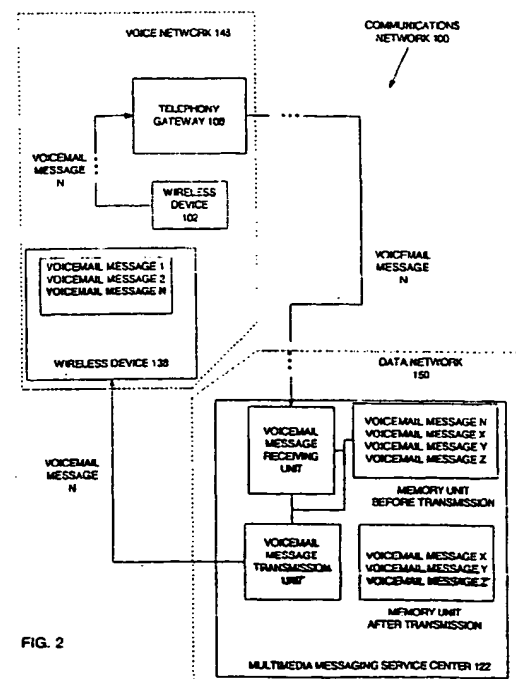 VOICE NETWORK 148
COMMUNICATIONS
NETWORK 100
TELEPHONY
GATEWAY 108
VOICEMAIL
MESSAGE
N
WIRELESS
DEVICE
102
VOICEMAIL MESSAGE 1
VOICEMAIL MESSAGE 2
VOICEMAIL MESSAGE N
WIRELESS DEVICE 138
VOICEMAIL
MESSAGE
N
DATA NETWORK
150
VOICEMAIL
MESSAGE
RECEIVING
UNIT
VOICEMAIL MESSAGE N
VOICEMAIL MESSAGE X
VOICEMAIL MESSAGE Y
VOICEMAIL MESSAGE Z
MEMORY UNIT
BEFORE TRANSMISSION
VOICEMAIL
MESSAGE
N
VOICEMAIL
MESSAGE
TRANSMISSION
UNIT
VOICEMAIL MESSAGE X
VOICEMAIL MESSAGE Y
VOICEMAIL MESSAGE Z
MEMORY UNIT
AFTER TRANSMISSION
FIG. 2
MULTIMEDIA MESSAGING SERVICE CENTER 122